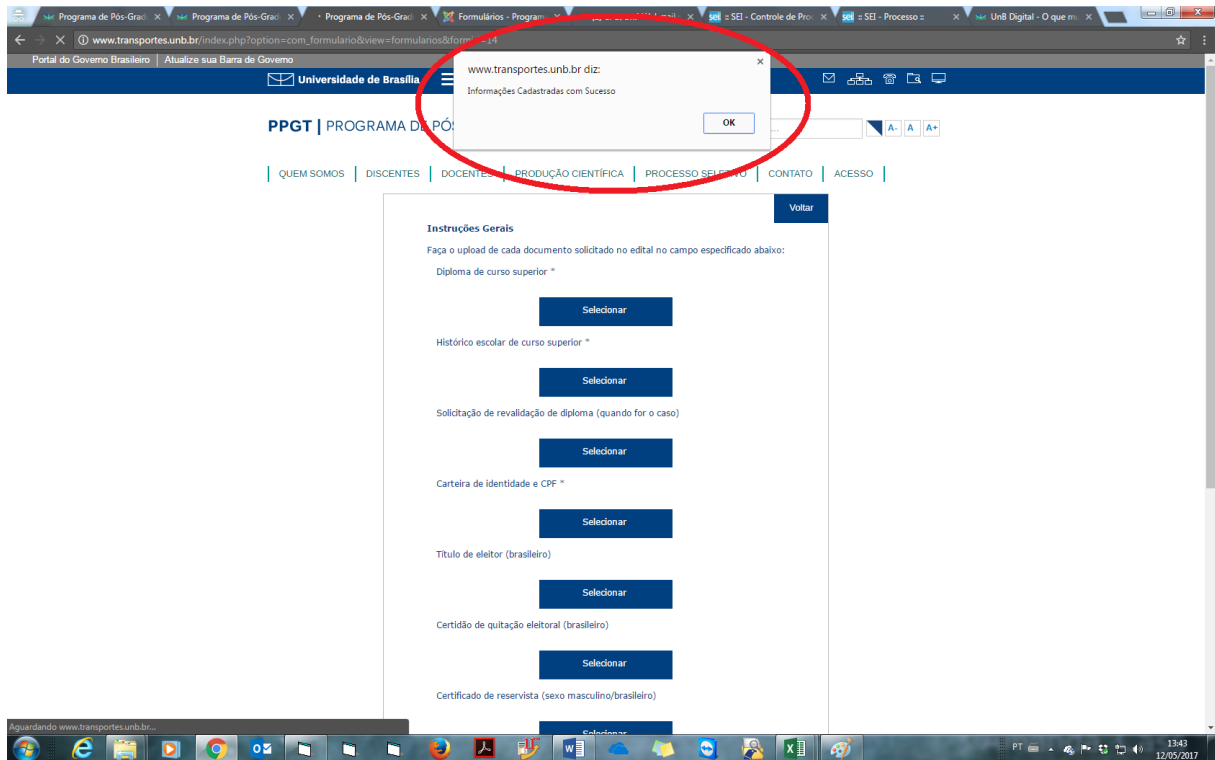 Programa de Pós-Grad
Programa de Pós-Grad
Programa de Pós-Grad
Formulários - Program
SEI - Controle de Proc
:: SEI - Processo ::
UnB Digital - O que m
www.transportes.unb.br/index.php?option=com_formulario&view=formularios&form
=14
Portal do Governo Brasileiro | Atualize sua Barra de Governo
Universidade de Brasília
www.transportes.unb.br diz:
Informações Cadastradas com Sucesso
OK
PPGT | PROGRAMA DE PÓS
A- A A+
QUEM SOMOS | DISCENTES | DOCENTES | PRODUÇÃO CIENTÍFICA | PROCESSO SELETIVO | CONTATO | ACESSO
Voltar
Instruções Gerais
Faça o upload de cada documento solicitado no edital no campo especificado abaixo:
Diploma de curso superior *
Selecionar
Histórico escolar de curso superior *
Selecionar
Solicitação de revalidação de diploma (quando for o caso)
Selecionar
Carteira de identidade e CPF *
Selecionar
Título de eleitor (brasileiro)
Selecionar
Certidão de quitação eleitoral (brasileiro)
Selecionar
Certificado de reservista (sexo masculino/brasileiro)
Selecionar
Aguardando www.transportes.unb.br...
PT
13:43
12/05/2017